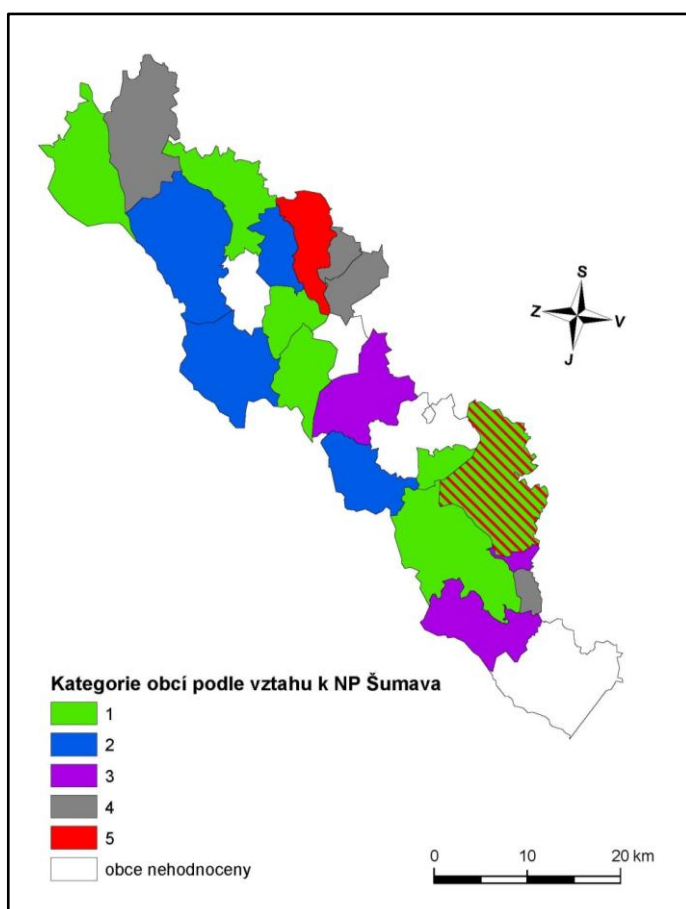 S
Z
V
J
Kategorie obcí podle vztahu k NP Šumava
1
2
3
4
5
obce nehodnoceny
0 10 20 km